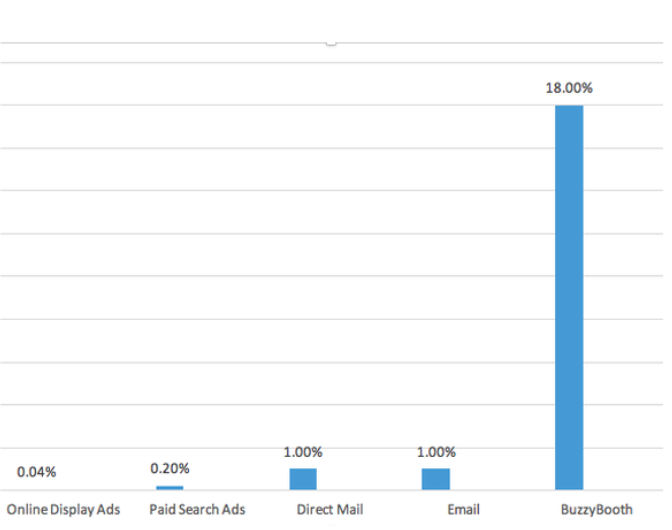 18.00%
1.00%
1.00%
0.20%
0.04%
Online Display Ads
Paid Search Ads
Direct Mail
Email
BuzzyBooth